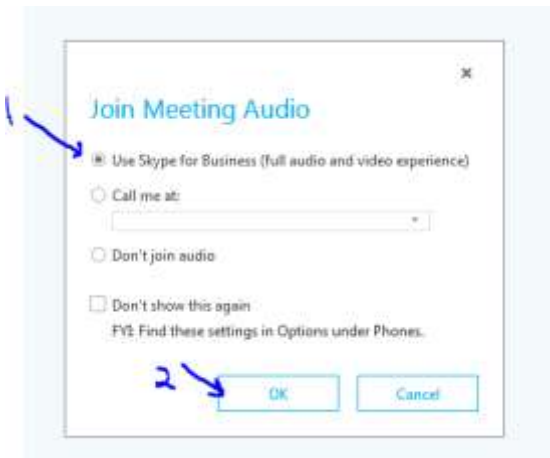 ×
Join Meeting Audio
1
Use Skype for Business (full audio and video experience)
Call me at:
Don't join audio
Don't show this again
FYI: Find these settings in Options under Phones.
2
OK Cancel